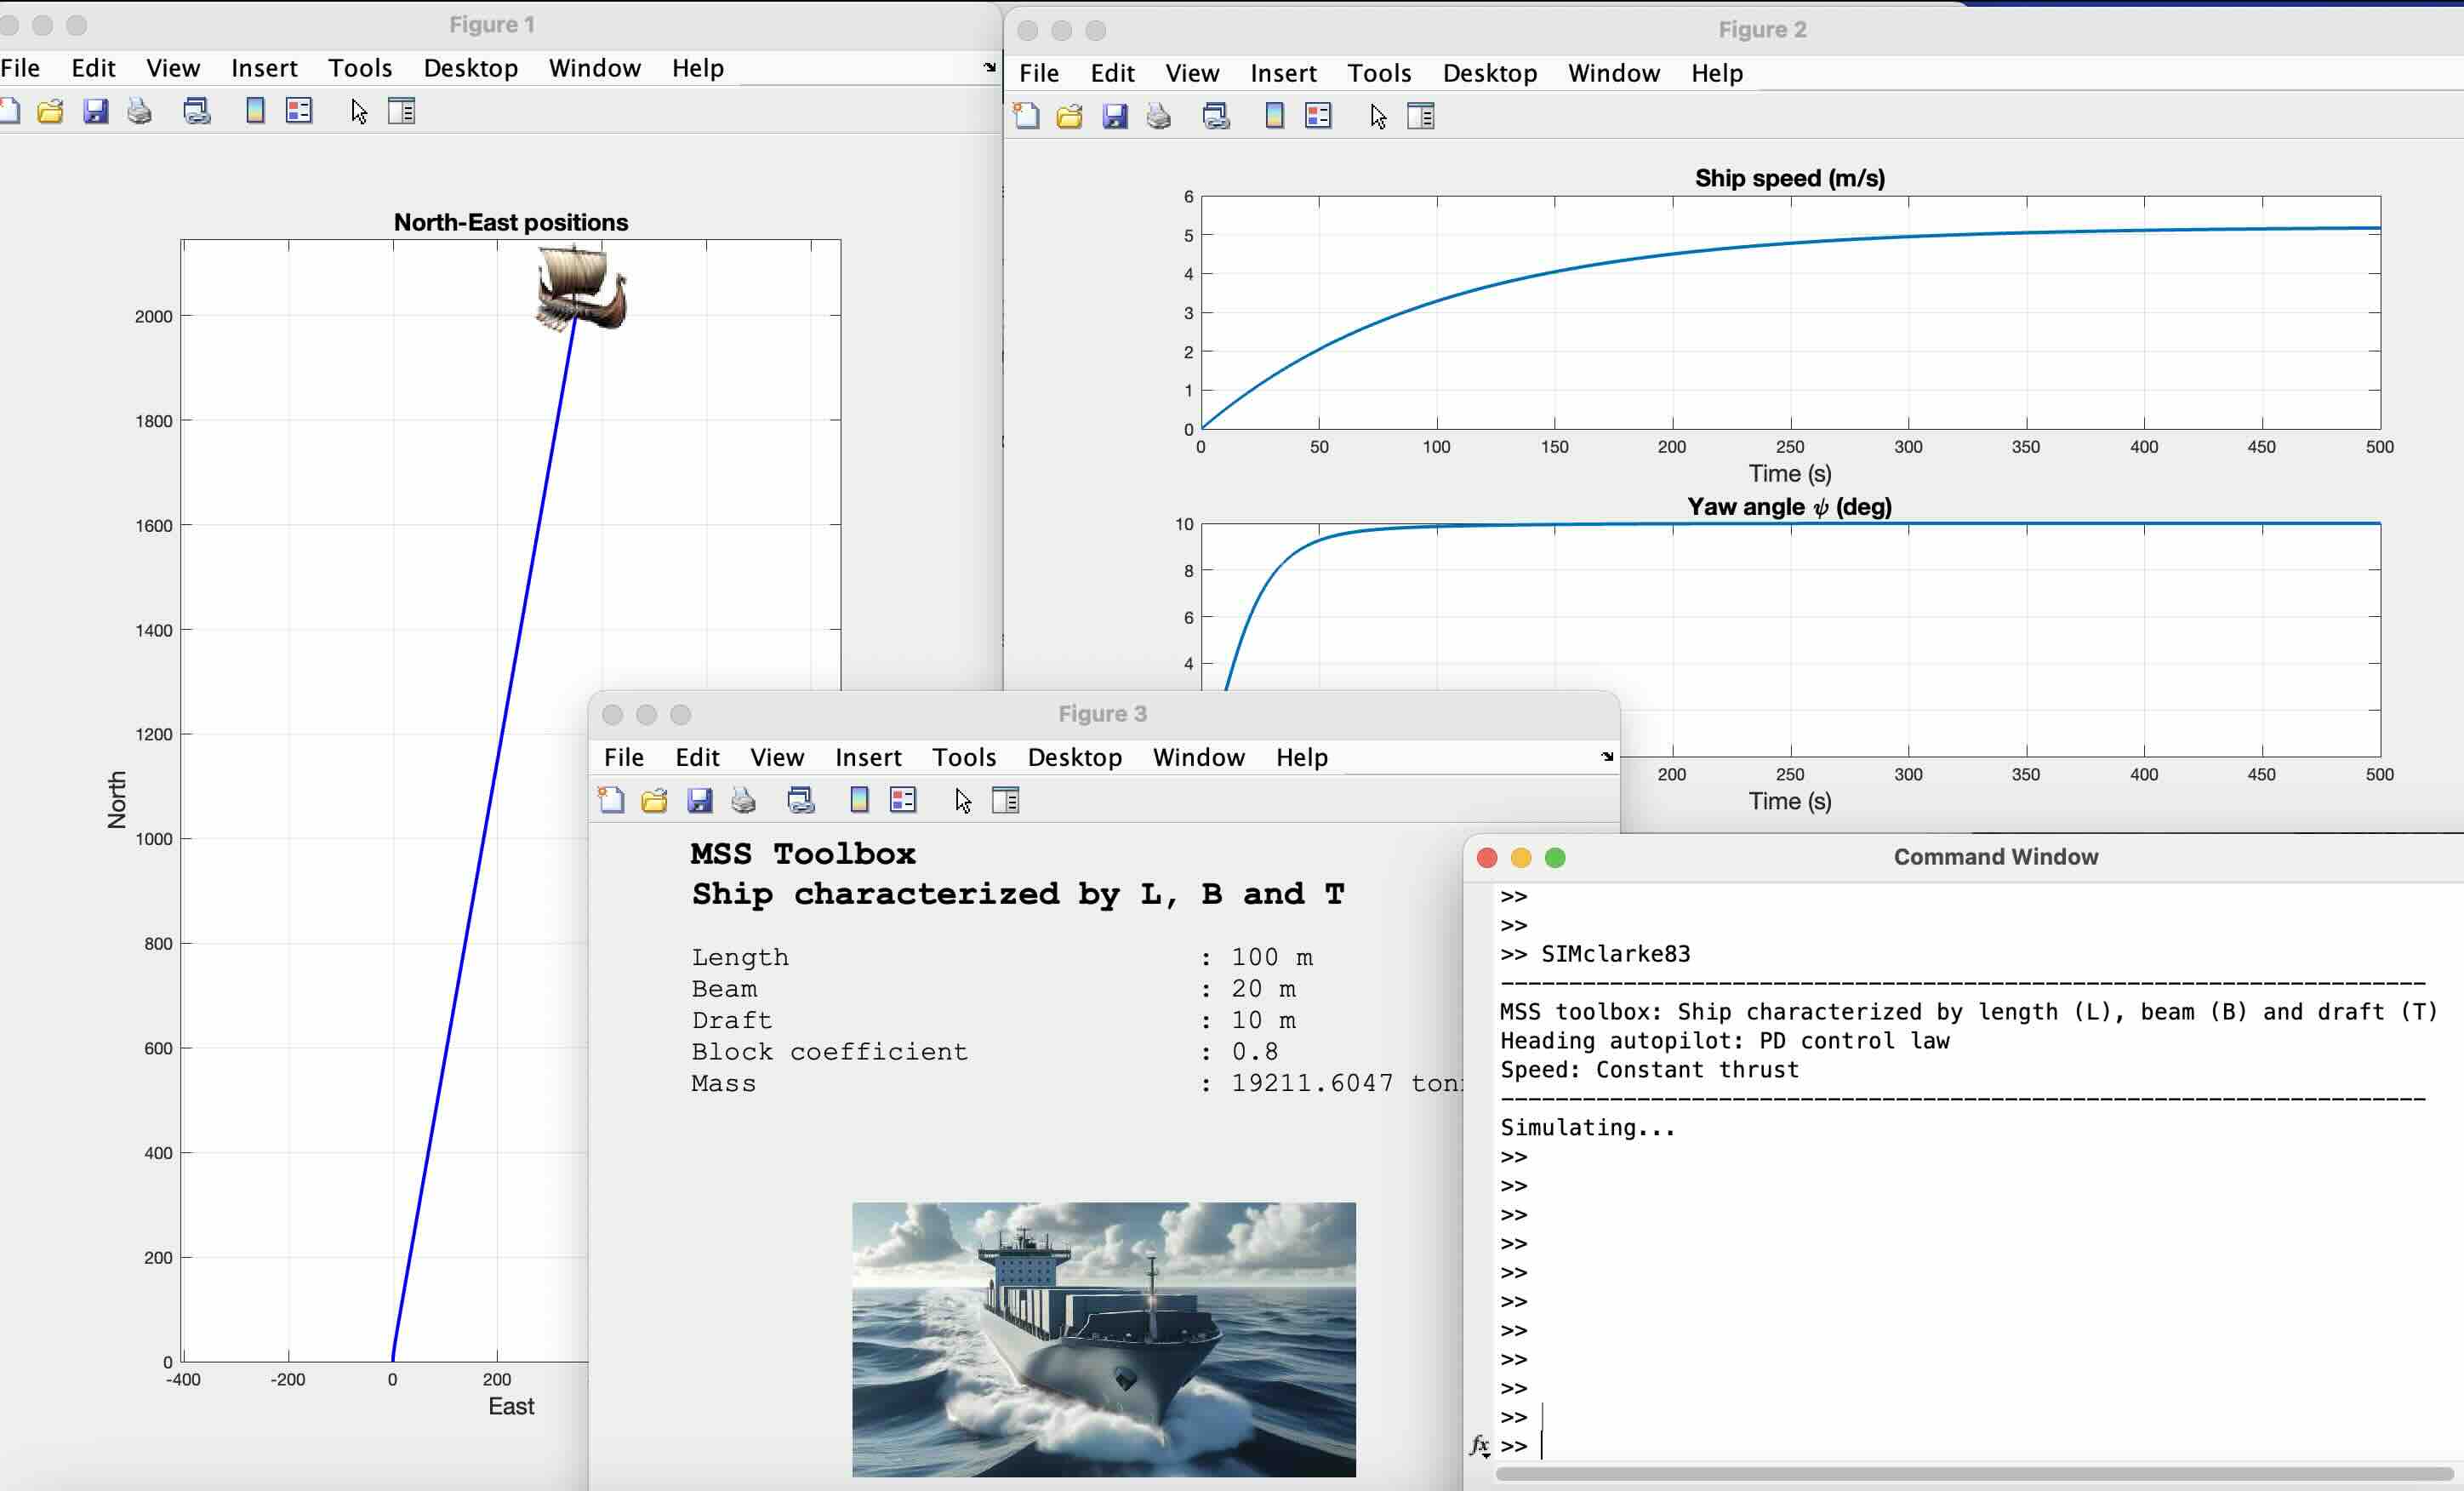 Figure 1
File Edit View Insert Tools Desktop Window Help
North-East positions
2000
1800
1600
1400
1200
1000
800
600
400
200
0
North
-400 -200 0 200
East
Figure 2
File Edit View Insert Tools Desktop Window Help
Ship speed (m/s)
6
5
4
3
2
1
0
0 50 100 150 200 250 300 350 400 450 500
Time (s)
Yaw angle ψ (deg)
10
8
6
4
200 250 300 350 400 450 500
Time (s)
Figure 3
File Edit View Insert Tools Desktop Window Help
MSS Toolbox
Ship characterized by L, B and T
Length : 100 m
Beam : 20 m
Draft : 10 m
Block coefficient : 0.8
Mass : 19211.6047
Command Window
>>
>>
>> SIMclarke83
--------------------------------------------------------------------
MSS toolbox: Ship characterized by length (L), beam (B) and draft (T)
Heading autopilot: PD control law
Speed: Constant thrust
--------------------------------------------------------------------
Simulating...
>>
>>
>>
>>
>>
>>
>>
>>
>>
>>
fx >>